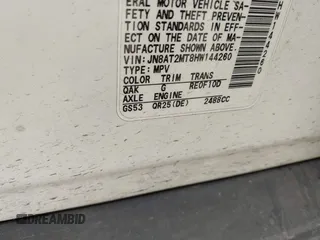 ERAL MOTOR VEHICLE SA
FETY AND THEFT PREVEN
TION STANDARDS IN EFF
ECT ON THE DATE OF MA
NUFACTURE SHOWN ABOVE.
VIN: JN8AT2MT8HW144260
TYPE: MPV
COLOR TRIM TRANS
QAK G RE0F10D
AXLE ENGINE
GS53 QR25(DE) 2488CC
HW144260
DREAMBID